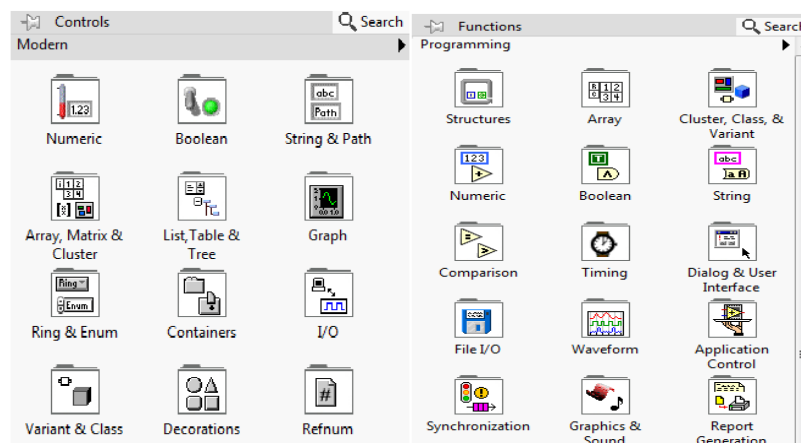 Controls
Search
Modern
Numeric
Boolean
String & Path
Array, Matrix &
Cluster
List,Table &
Tree
Graph
Ring & Enum
Containers
I/O
Variant & Class
Decorations
Refnum
Functions
Search
Programming
Structures
Array
Cluster, Class, &
Variant
Numeric
Boolean
String
Comparison
Timing
Dialog & User
Interface
File I/O
Waveform
Application
Control
Synchronization
Graphics &
Sound
Report
Generation